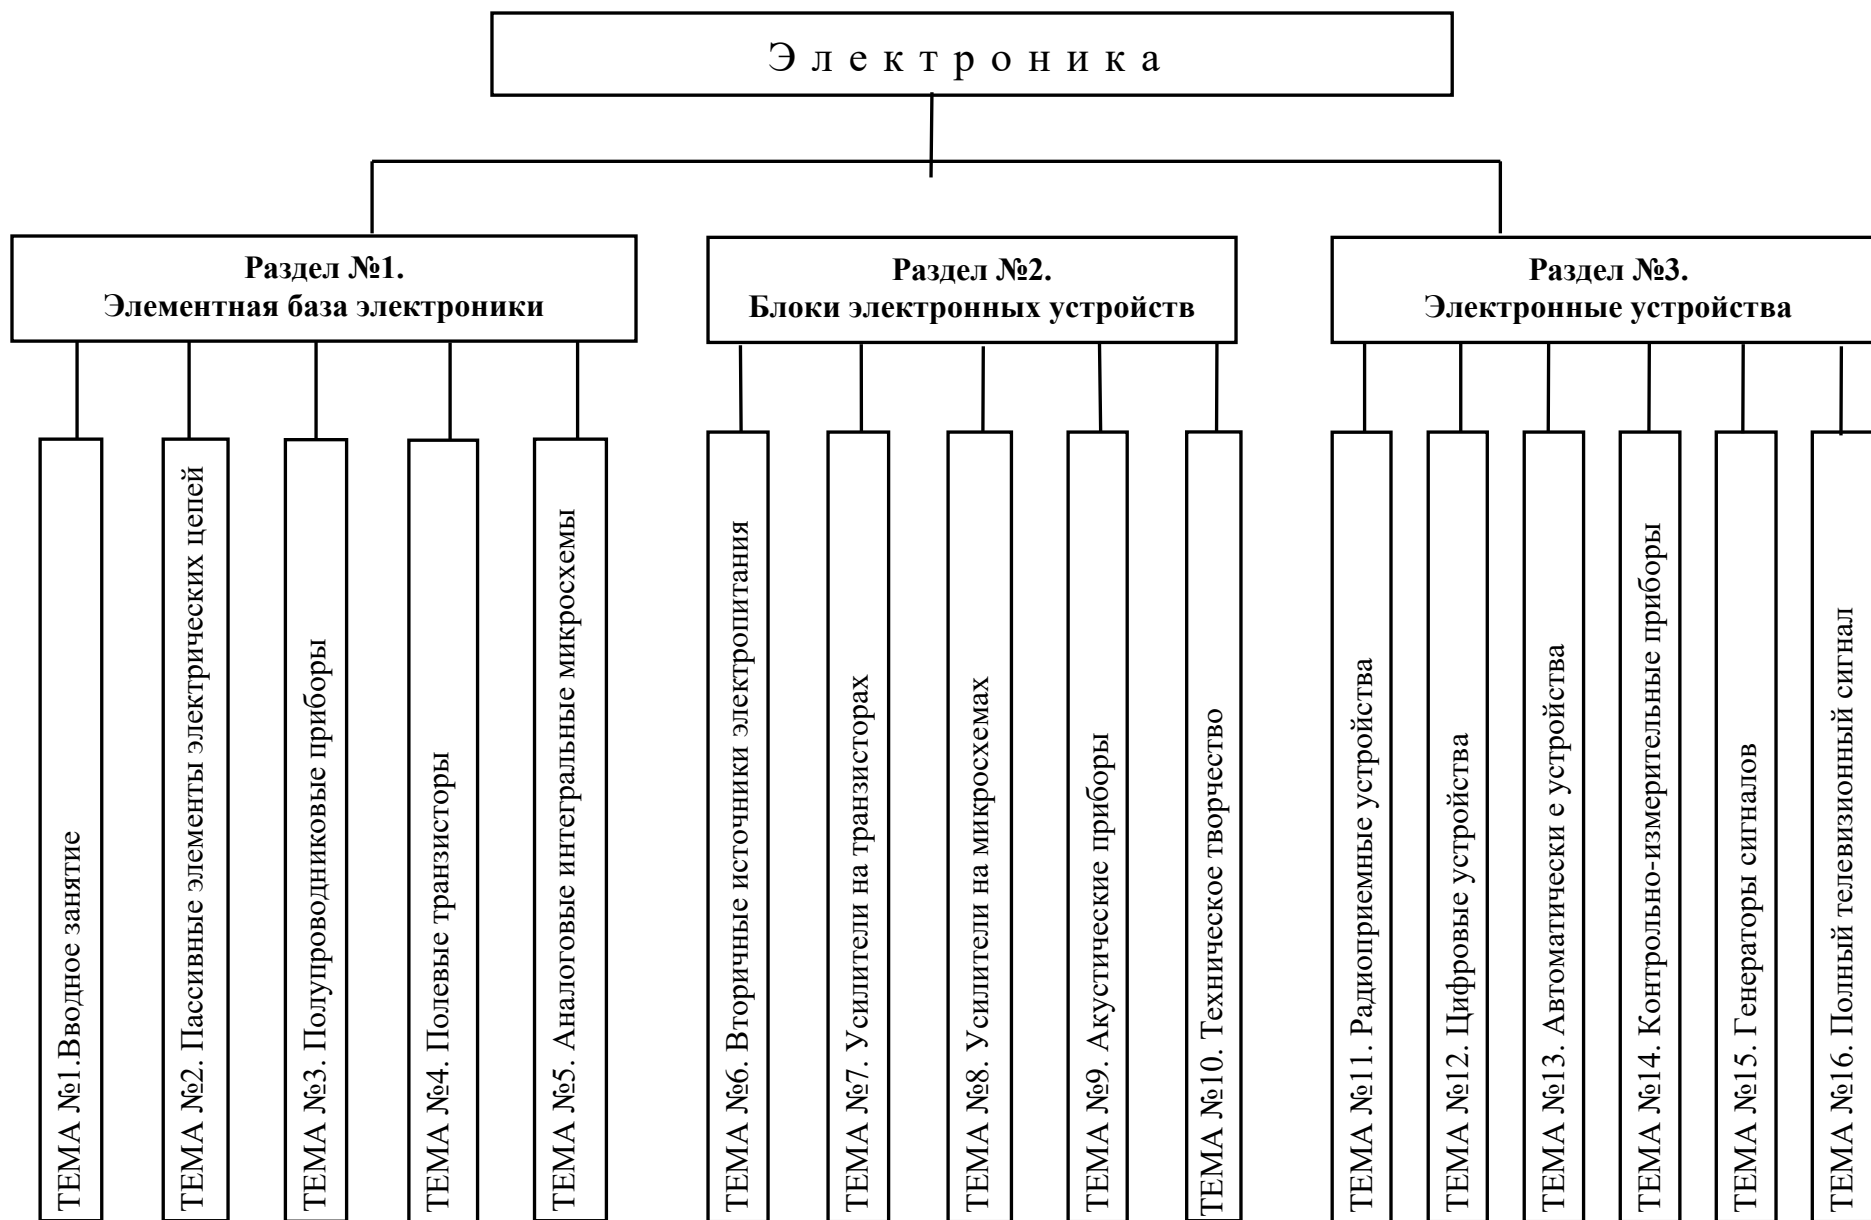 Электроника
Раздел №1.
Элементная база электроники
Раздел №2.
Блоки электронных устройств
Раздел №3.
Электронные устройства
ТЕМА №1.Вводное занятие
ТЕМА №2. Пассивные элементы электрических цепей
ТЕМА №3. Полупроводниковые приборы
ТЕМА №4. Полевые транзисторы
ТЕМА №5. Аналоговые интегральные микросхемы
ТЕМА №6. Вторичные источники электропитания
ТЕМА №7. Усилители на транзисторах
ТЕМА №8. Усилители на микросхемах
ТЕМА №9. Акустические приборы
ТЕМА №10. Техническое творчество
ТЕМА №11. Радиоприемные устройства
ТЕМА №12. Цифровые устройства
ТЕМА №13. Автоматически е устройства
ТЕМА №14. Контрольно-измерительные приборы
ТЕМА №15. Генераторы сигналов
ТЕМА №16. Полный телевизионный сигнал